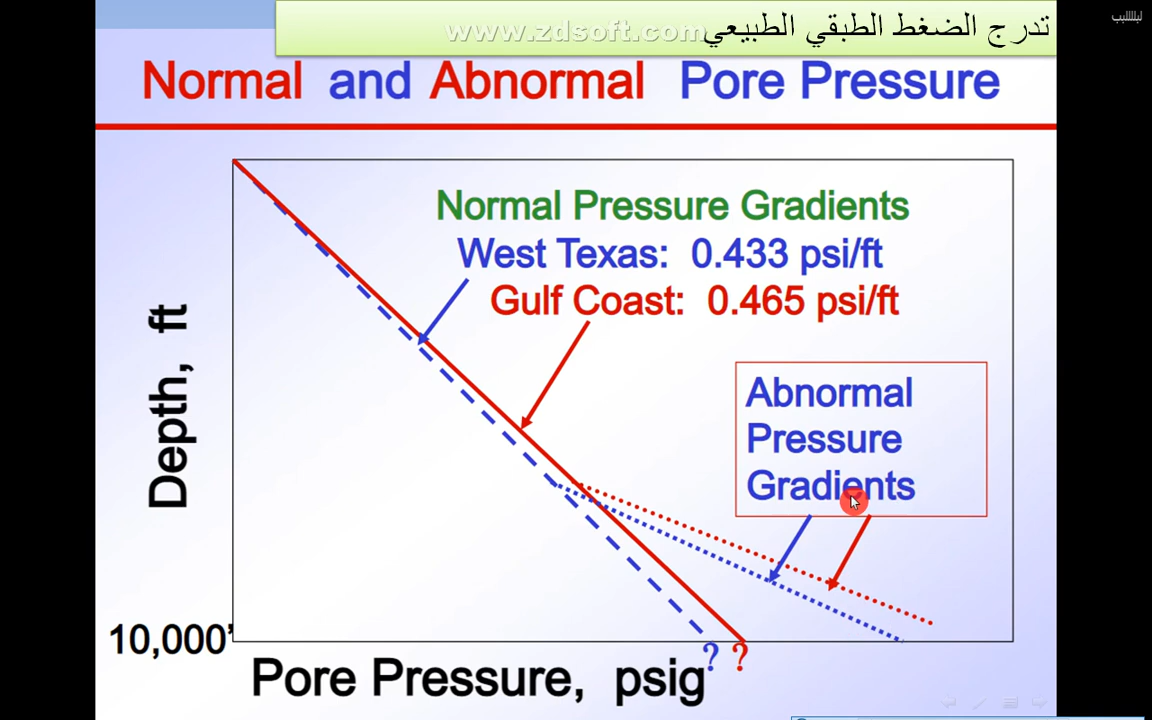 لبلللبب
تدرج الضغط الطبقي الطبيعي
www.zdsoft.com
Normal and Abnormal Pore Pressure
Normal Pressure Gradients
West Texas: 0.433 psi/ft
Gulf Coast: 0.465 psi/ft
Abnormal
Pressure
Gradients
Depth, ft
10,000'
? ?
Pore Pressure, psig